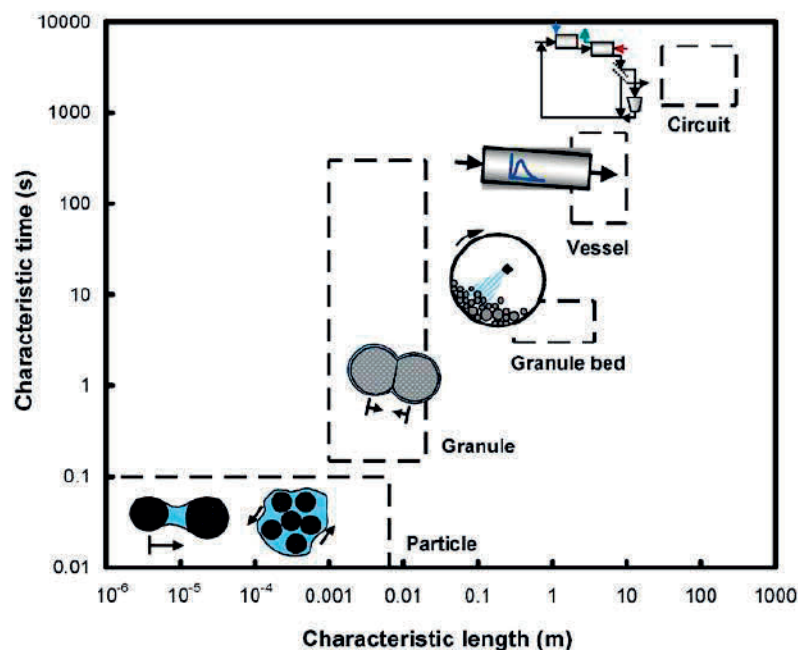 10000
1000
100
10
1
0.1
0.01
Characteristic time (s)
Circuit
Vessel
Granule bed
Granule
Particle
10⁻⁶ 10⁻⁵ 10⁻⁴ 0.001 0.01 0.1 1 10 100 1000
Characteristic length (m)